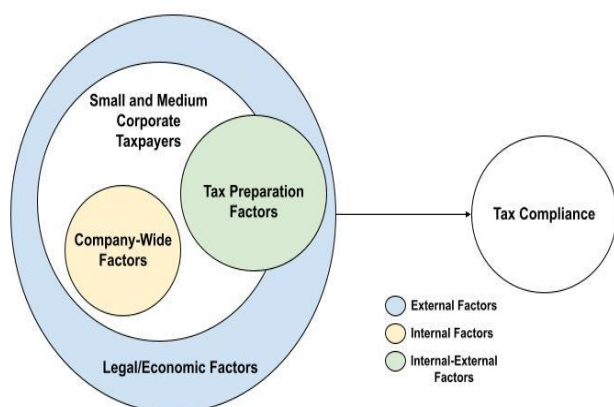 Small and Medium
Corporate
Taxpayers
Tax Preparation
Factors
Company-Wide
Factors
Legal/Economic Factors
Tax Compliance
External Factors
Internal Factors
Internal-External
Factors